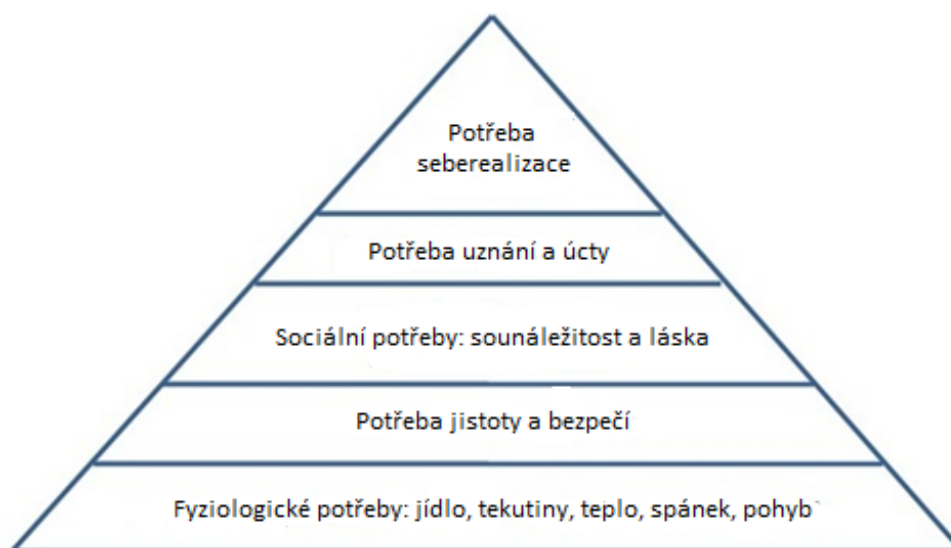 Potřeba
seberealizace
Potřeba uznání a úcty
Sociální potřeby: sounáležitost a láska
Potřeba jistoty a bezpečí
Fyziologické potřeby: jídlo, tekutiny, teplo, spánek, pohyb